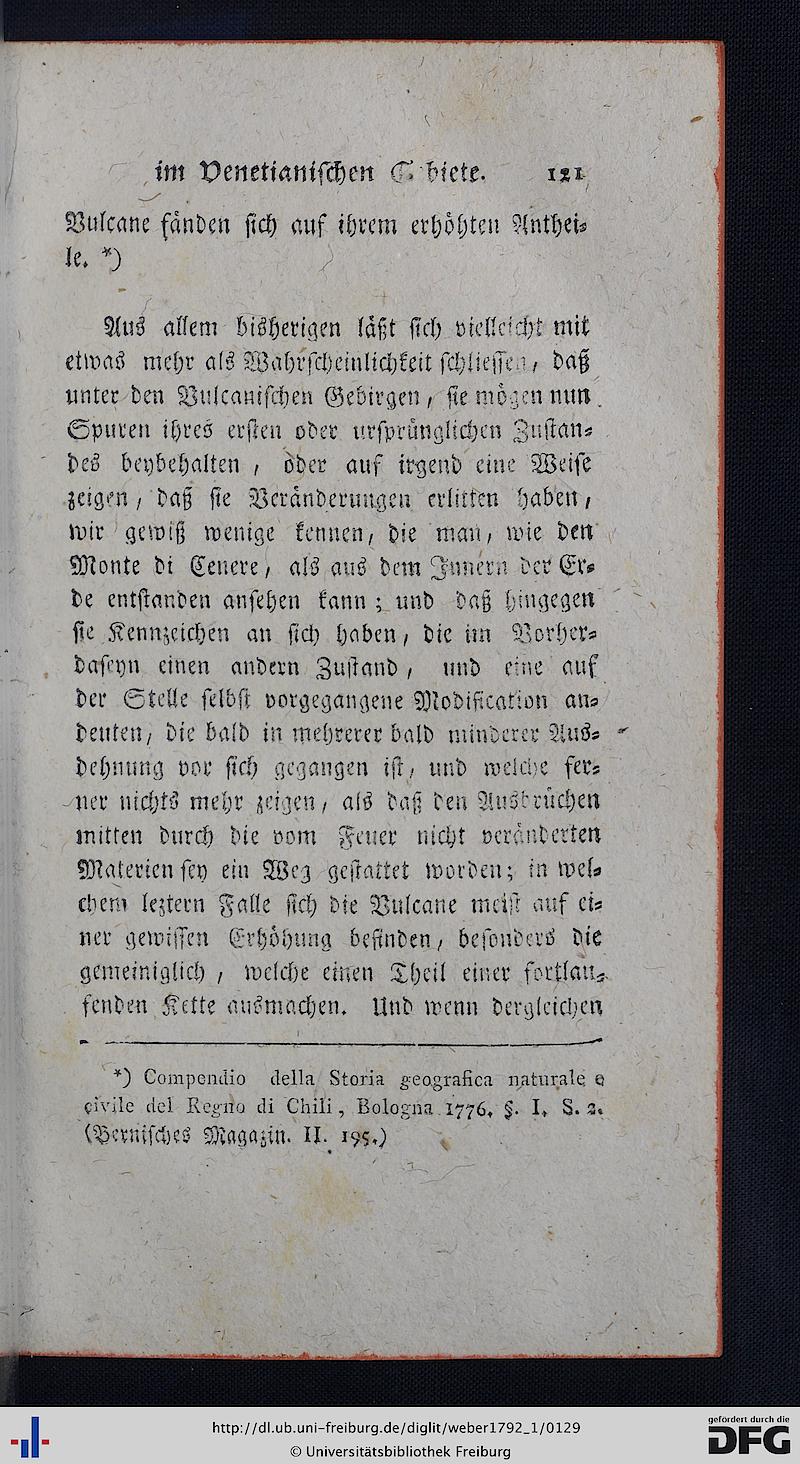 im Venetianischen G biete. 121
Vulcane fänden sich auf ihrem erhöhten Anthei-
le. *)
Aus allem bisherigen läßt sich vielleicht mit
etwas mehr als Wahrscheinlichkeit schliessen, daß
unter den Vulcanischen Gebirgen, sie mögen nun
Spuren ihres ersten oder ursprünglichen Zustan-
des beybehalten, oder auf irgend eine Weise
zeigen, daß sie Veränderungen erlitten haben,
wir gewiß wenige kennen, die man, wie den
Monte di Cenere, als aus dem Innern der Er-
de entstanden ansehen kann; und daß hingegen
sie Kennzeichen an sich haben, die im Vorher-
daseyn einen andern Zustand, und eine auf
der Stelle selbst vorgegangene Modification an-
deuten, die bald in mehrerer bald minderer Aus-
dehnung vor sich gegangen ist, und welche fer-
ner nichts mehr zeigen, als daß den Ausbrüchen
mitten durch die vom Feuer nicht veränderten
Materien sey ein Weg gestattet worden; in wel-
chem leztern Falle sich die Vulcane meist auf ei-
ner gewissen Erhöhung befinden, besonders die
gemeiniglich, welche einen Theil einer fortlau-
fenden Kette ausmachen. Und wenn dergleichen
*) Compendio della Storia geografica naturale e
civile del Regno di Chili, Bologna 1776. §. I. S. 2.
(Bernisches Magazin. II. 195.)
http://dl.ub.uni-freiburg.de/diglit/weber1792_1/0129
© Universitätsbibliothek Freiburg
gefördert durch die
DFG